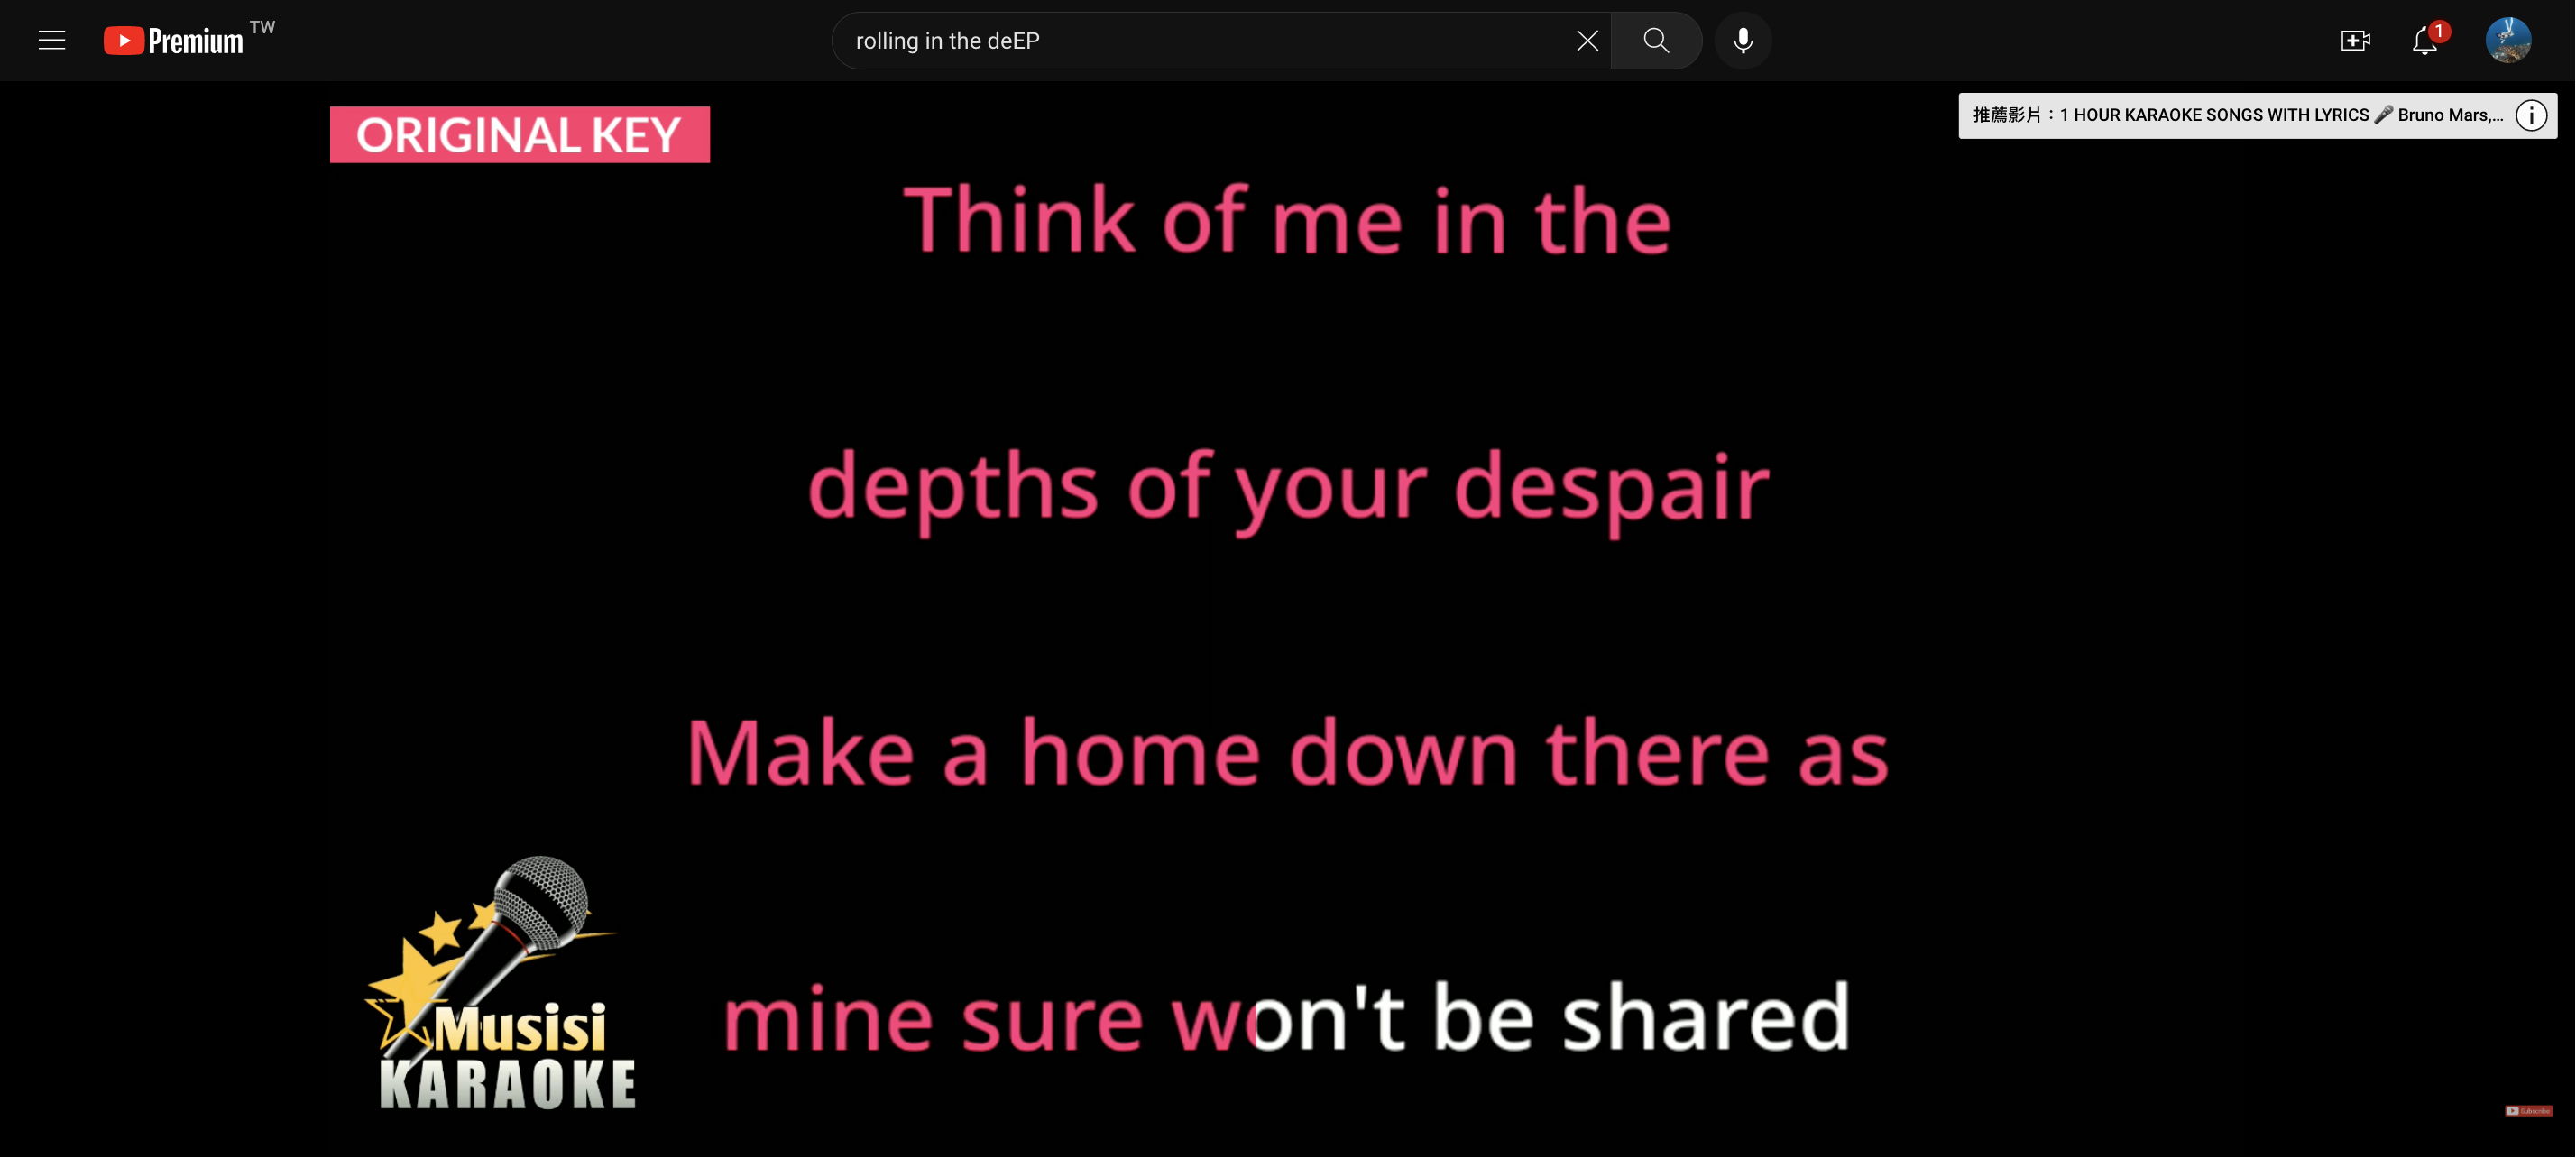 Premium TW
rolling in the deEP
1
ORIGINAL KEY
推薦影片：1 HOUR KARAOKE SONGS WITH LYRICS 🎤 Bruno Mars,...
Think of me in the
depths of your despair
Make a home down there as
mine sure won't be shared
Musisi
KARAOKE
Subscribe